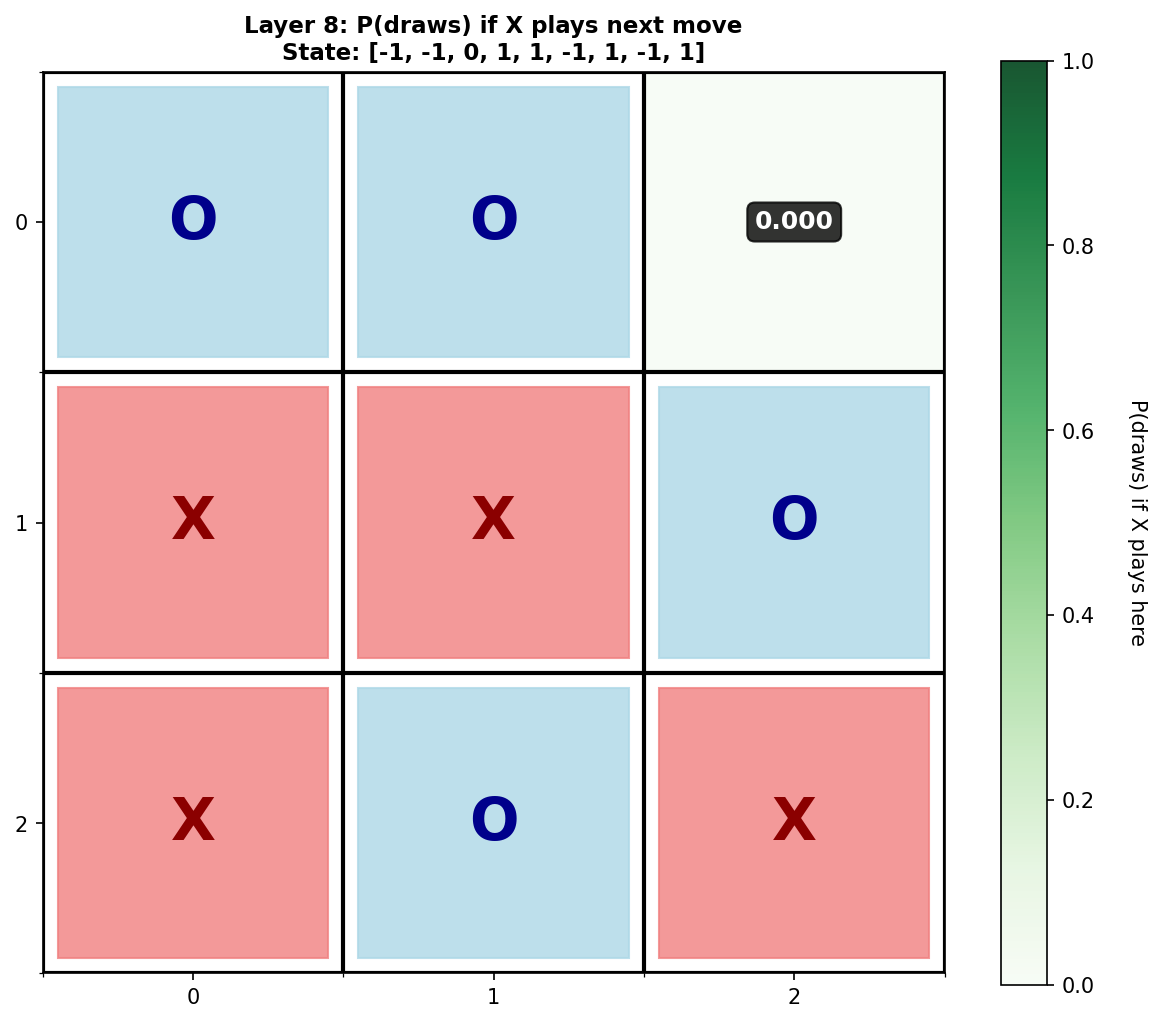 Layer 8: P(draws) if X plays next move
State: [-1, -1, 0, 1, 1, -1, 1, -1, 1]
0
O
O
0.000
1
X
X
O
2
X
O
X
0
1
2
1.0
0.8
0.6
0.4
0.2
0.0
P(draws) if X plays here